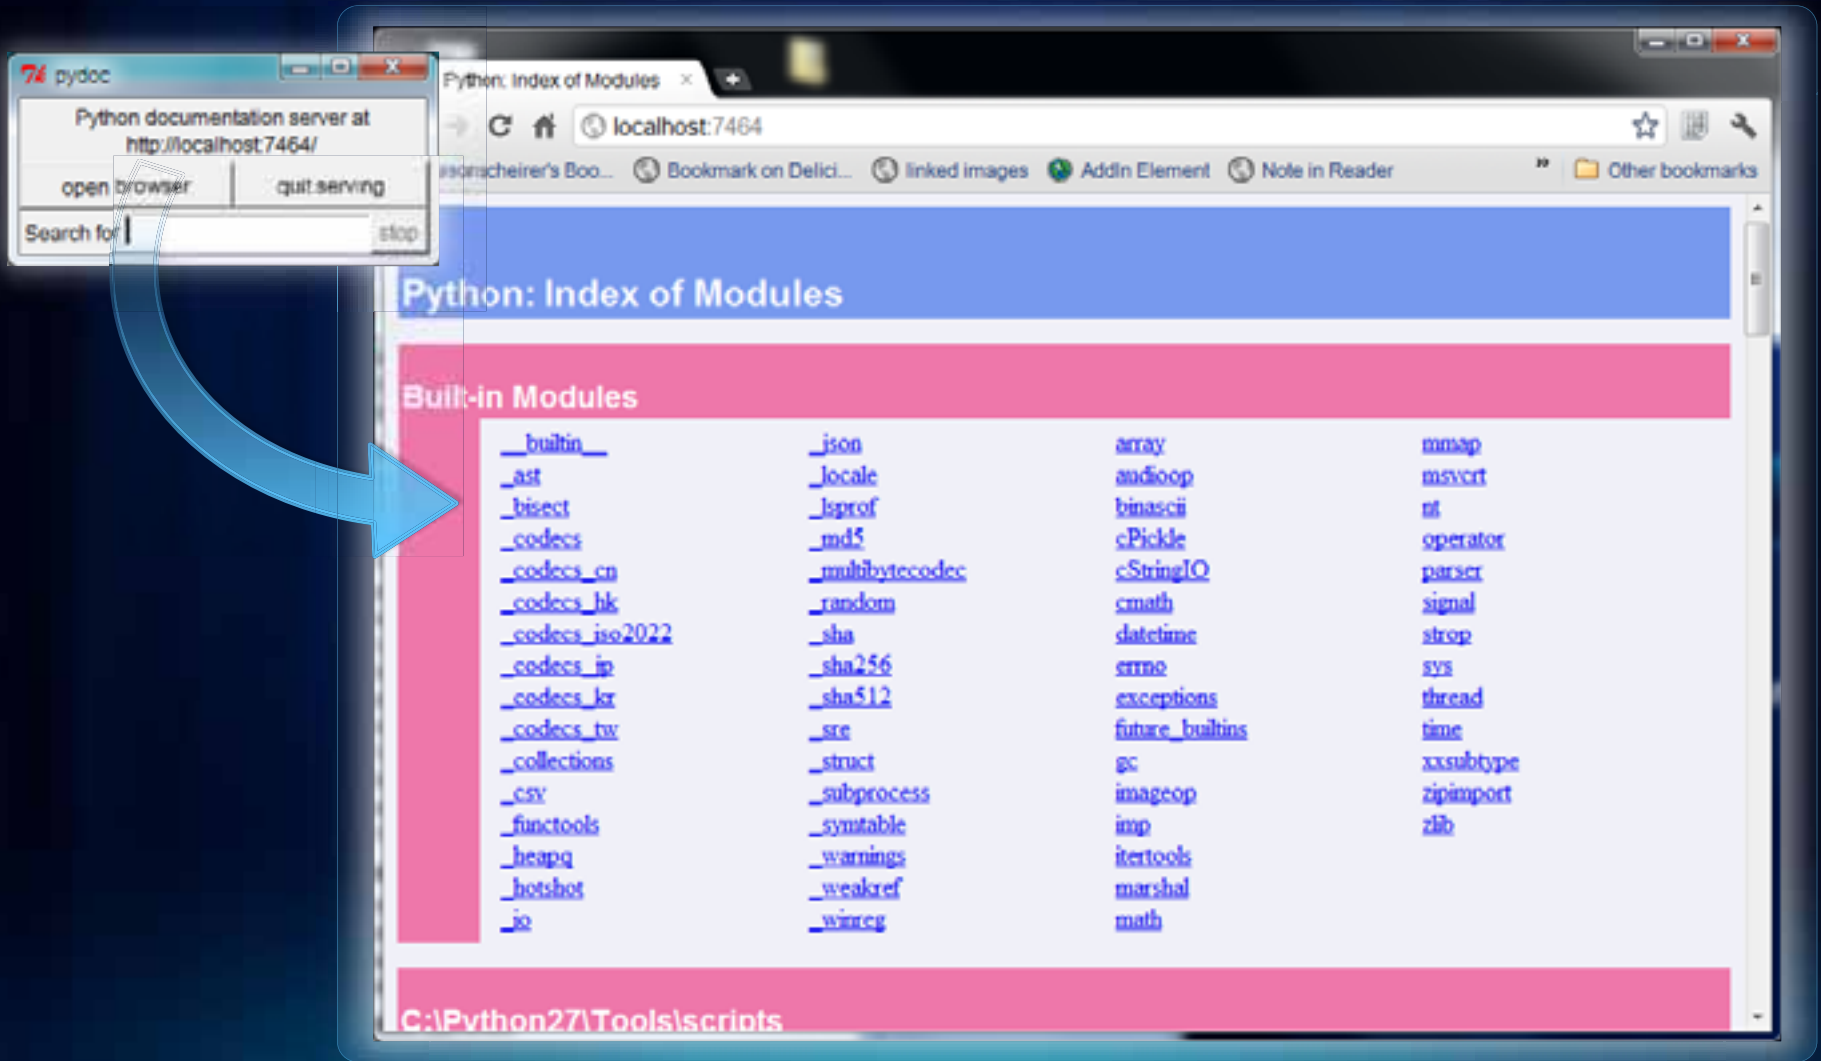 pydoc
Python documentation server at
http://localhost:7464/
open browser
quit serving
Search for
stop
Python: Index of Modules
localhost:7464
Boo...
Bookmark on Delici...
linked images
AddIn Element
Note in Reader
»
Other bookmarks
Python: Index of Modules
Built-in Modules
__builtin__ _json array mmap
_ast _locale audioop msvcrt
_bisect _lsprof binascii nt
_codecs _md5 cPickle operator
_codecs_cn _multibytecodec cStringIO parser
_codecs_hk _random cmath signal
_codecs_iso2022 _sha datetime strop
_codecs_jp _sha256 errno sys
_codecs_kr _sha512 exceptions thread
_codecs_tw _sre future_builtins time
_collections _struct gc xxsubtype
_csv _subprocess imageop zipimport
_functools _symtable imp zlib
_heapq _warnings itertools
_hotshot _weakref marshal
_io _winreg math
C:\Python27\Tools\scripts